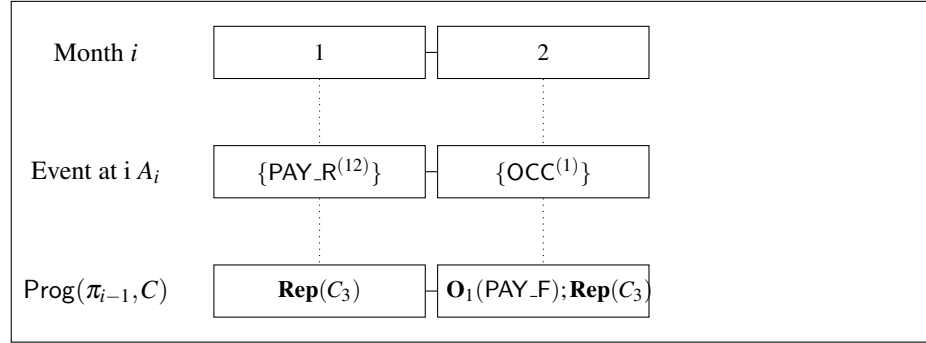 Month i 1 2
Event at i A_i {PAY_R^(12)} {OCC^(1)}
Prog(π_{i−1}, C) Rep(C_3) O_1(PAY_F);Rep(C_3)